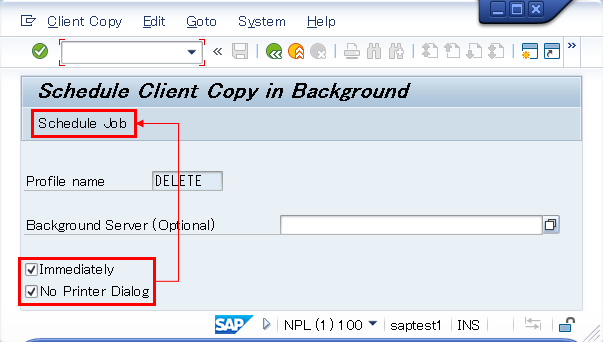 Client Copy Edit Goto System Help
«
»
Schedule Client Copy in Background
Schedule Job
Profile name DELETE
Background Server (Optional)
Immediately
No Printer Dialog
SAP NPL (1) 100 saptest1 INS